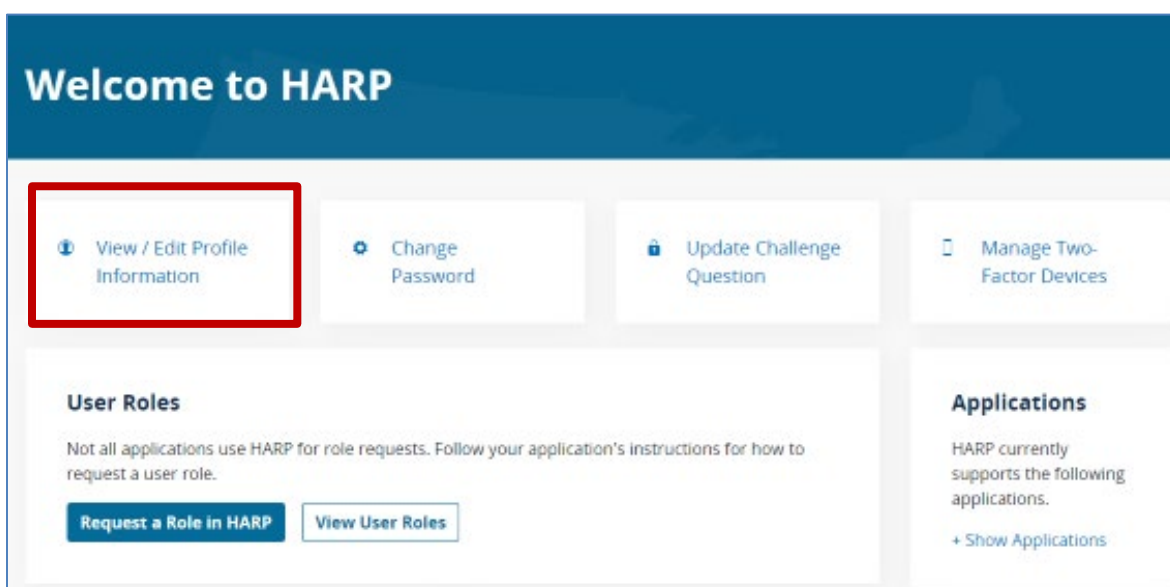 Welcome to HARP
View / Edit Profile
Information
Change
Password
Update Challenge
Question
Manage Two-
Factor Devices
User Roles
Not all applications use HARP for role requests. Follow your application's instructions for how to
request a user role.
Request a Role in HARP
View User Roles
Applications
HARP currently
supports the following
applications.
+ Show Applications